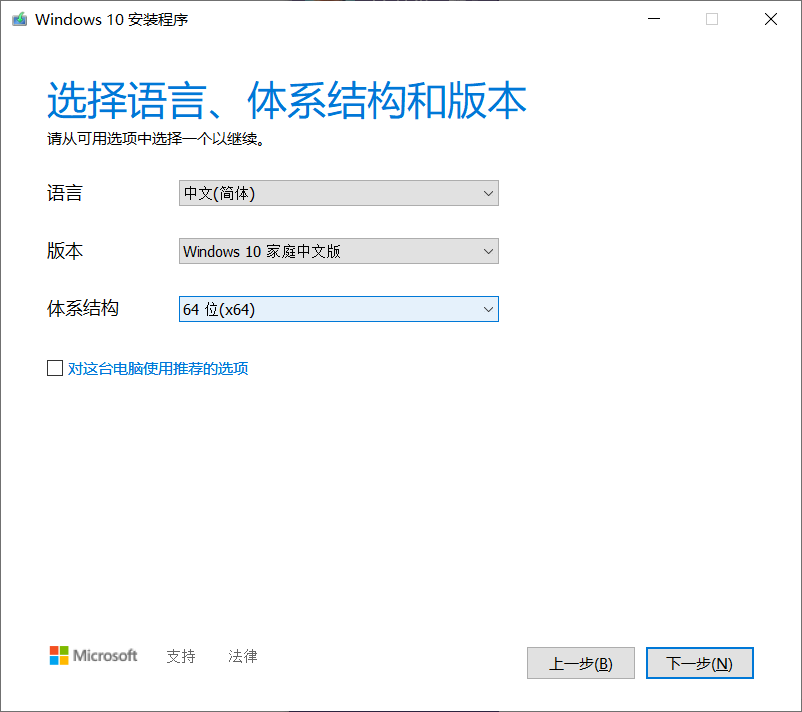 Windows 10 安装程序
选择语言、体系结构和版本
请从可用选项中选择一个以继续。
语言 中文(简体)
版本 Windows 10 家庭中文版
体系结构 64 位(x64)
对这台电脑使用推荐的选项
Microsoft 支持 法律 上一步(B) 下一步(N)